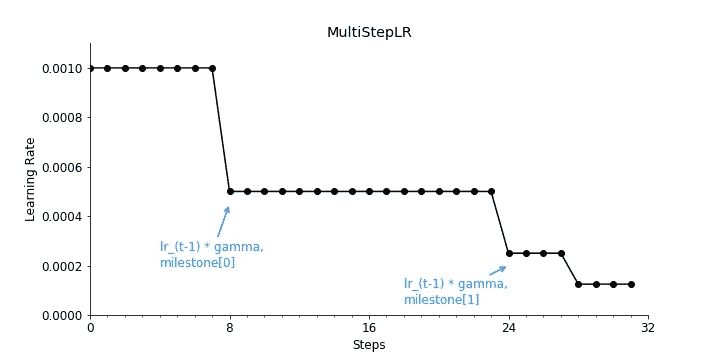 MultiStepLR
0.0010
0.0008
0.0006
0.0004
0.0002
0.0000
Learning Rate
lr_(t-1) * gamma,
milestone[0]
lr_(t-1) * gamma,
milestone[1]
0
8
16
24
32
Steps